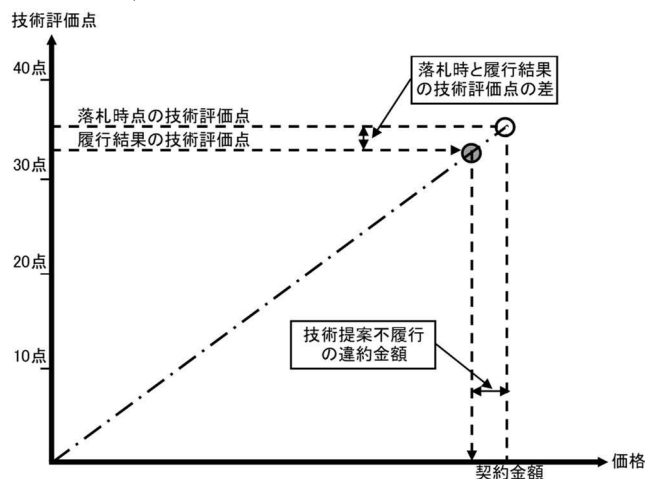 技術評価点
40点
落札時と履行結果
の技術評価点の差
落札時点の技術評価点
履行結果の技術評価点
30点
20点
技術提案不履行
の違約金額
10点
価格
契約金額